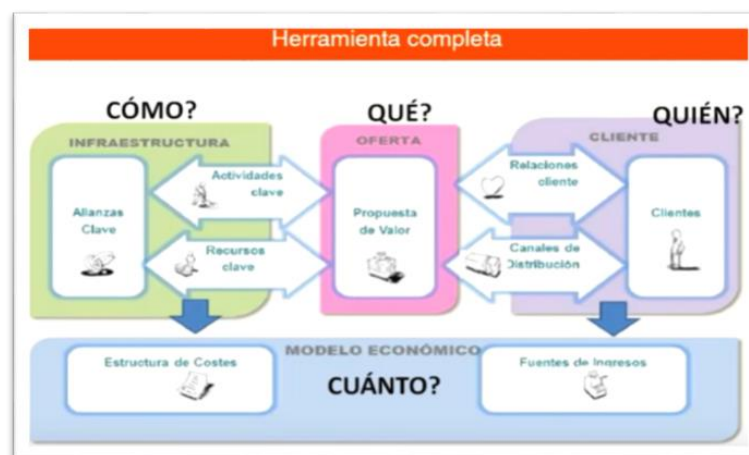 Herramienta completa
CÓMO?
QUÉ?
QUIÉN?
INFRAESTRUCTURA
OFERTA
CLIENTE
Actividades
clave
Relaciones
cliente
Alianzas
Clave
Propuesta
de Valor
Clientes
Recursos
clave
Canales de
Distribución
MODELO ECONÓMICO
Estructura de Costes
Fuentes de Ingresos
CUÁNTO?